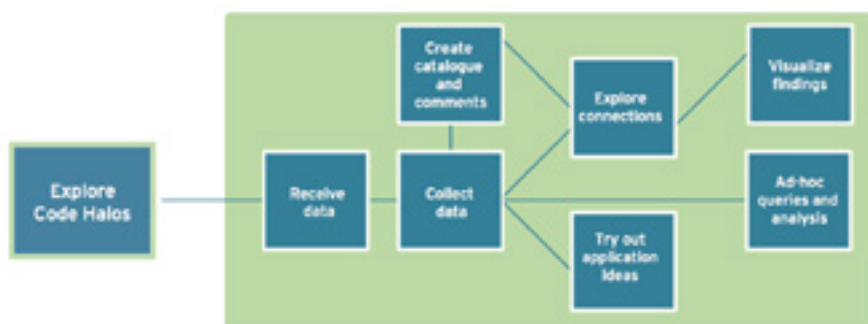 Explore
Code Halos
Receive
data
Create
catalogue
and
comments
Collect
data
Explore
connections
Try out
application
ideas
Visualize
findings
Ad-hoc
queries and
analysis